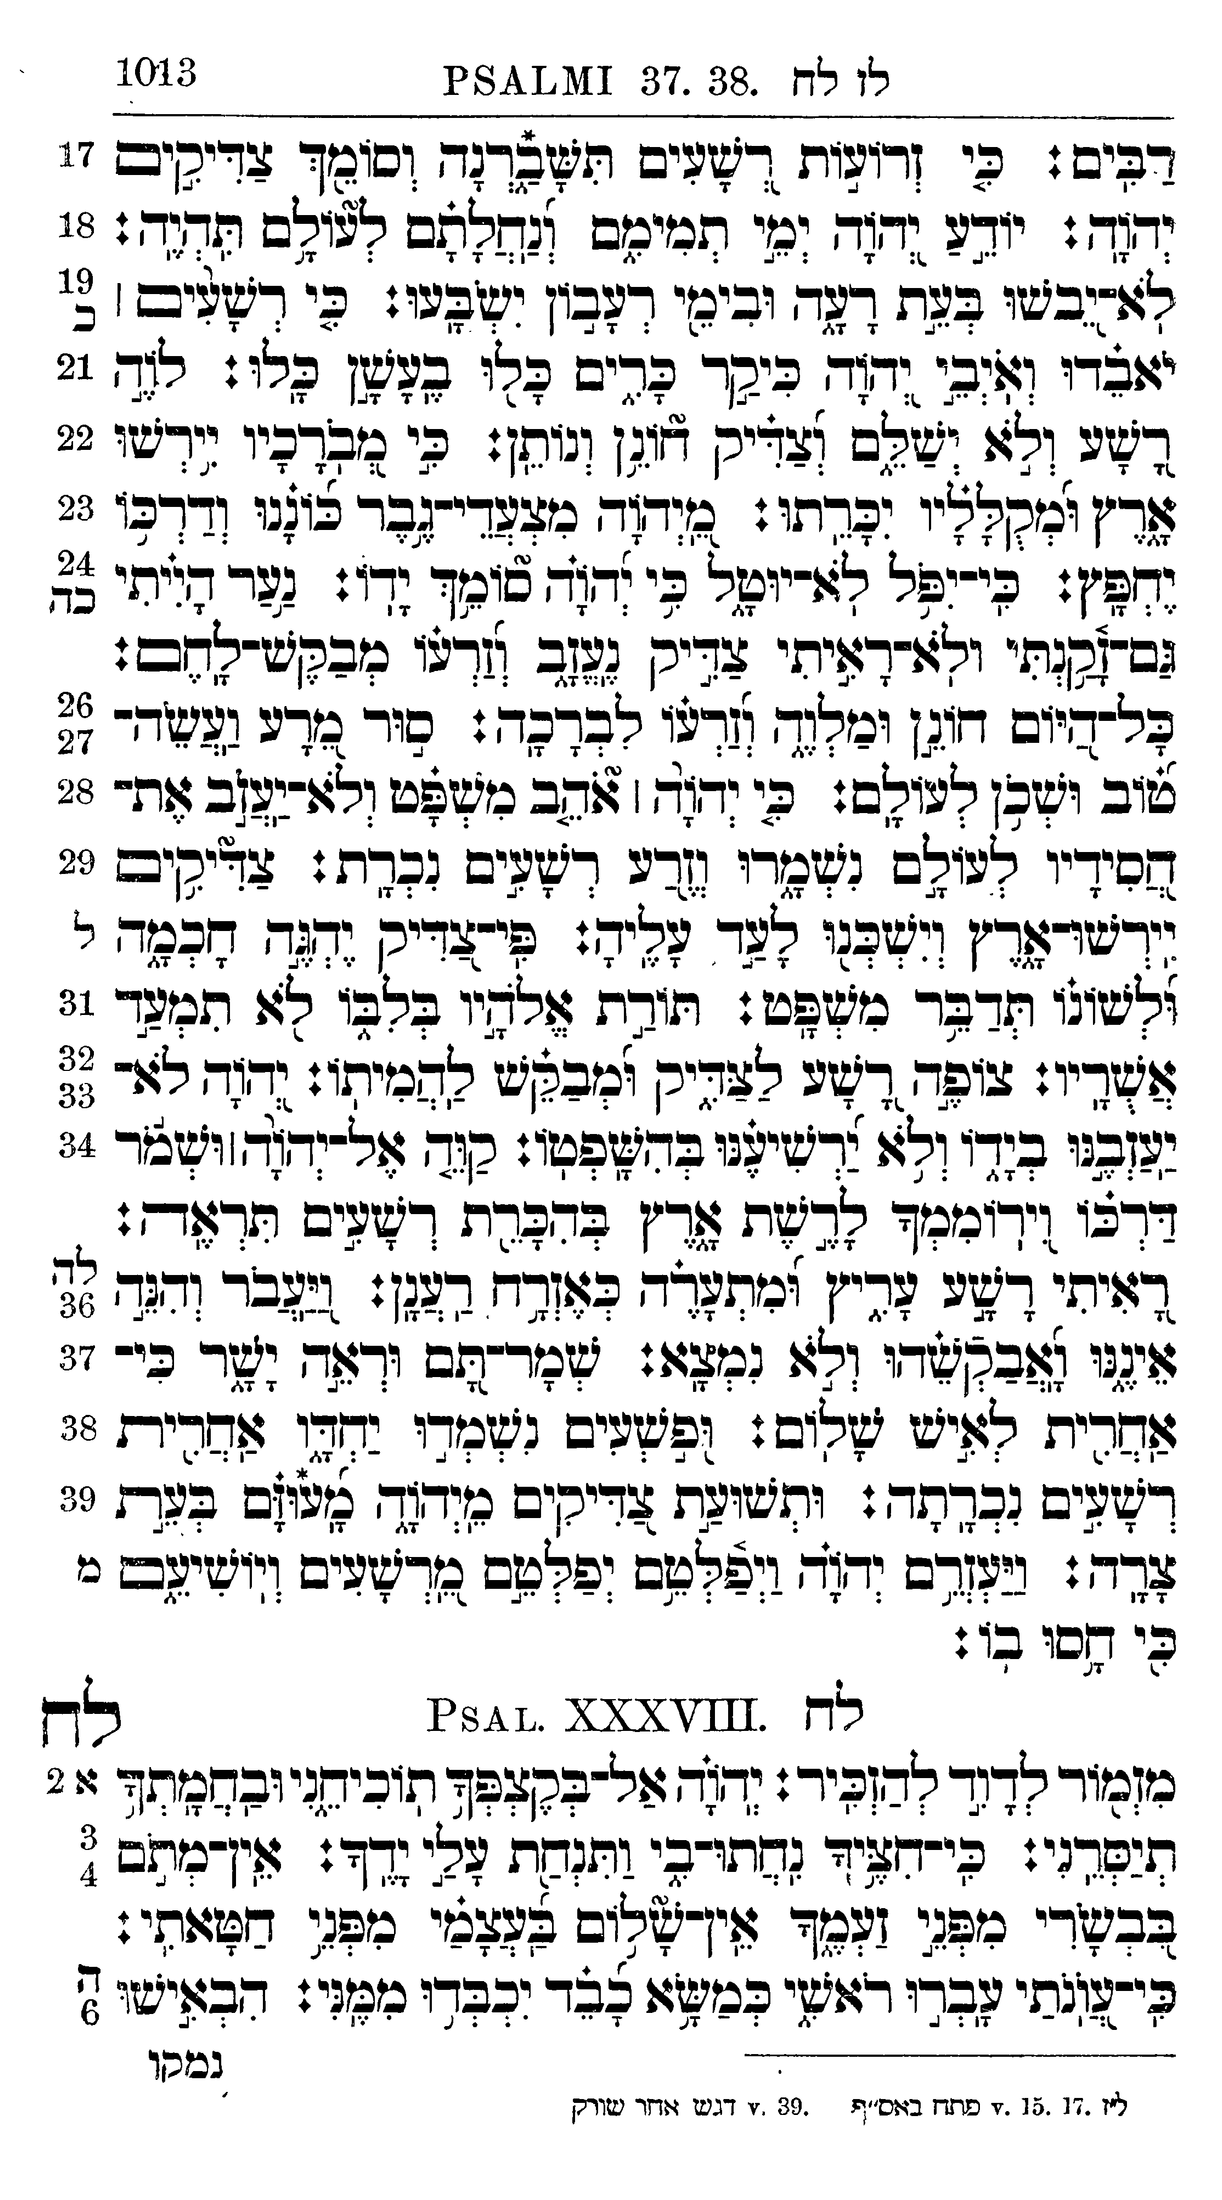 1013 PSALMI 37. 38. לז לח
17 רַבִּים׃ כִּי זְרוֹעוֹת רְשָׁעִים תִּשָּׁבַרְנָה וְסוֹמֵךְ צַדִּיקִים
18 יְהוָה׃ יוֹדֵעַ יְהוָה יְמֵי תְמִימִם וְנַחֲלָתָם לְעוֹלָם תִּהְיֶה׃
19 כ לֹא־יֵבֹשׁוּ בְּעֵת רָעָה וּבִימֵי רְעָבוֹן יִשְׂבָּעוּ׃ כִּי רְשָׁעִים ׀
21 יֹאבֵדוּ וְאֹיְבֵי יְהוָה כִּיקַר כָּרִים כָּלוּ בֶעָשָׁן כָּלוּ׃ לוֶֹה
22 רָשָׁע וְלֹא יְשַׁלֵּם וְצַדִּיק חוֹנֵן וְנוֹתֵן׃ כִּי מְבֹרָכָיו יִירְשׁוּ
23 אָרֶץ וּמְקֻלָּלָיו יִכָּרֵתוּ׃ מֵיְהוָה מִצְעֲדֵי־גֶבֶר כּוֹנָנוּ וְדַרְכּוֹ
24 כה יֶחְפָּץ׃ כִּי־יִפֹּל לֹא־יוּטָל כִּי יְהוָה סוֹמֵךְ יָדוֹ׃ נַעַר הָיִיתִי
גַּם־זָקַנְתִּי וְלֹא־רָאִיתִי צַדִּיק נֶעֱזָב וְזַרְעוֹ מְבַקֶּשׁ־לָחֶם׃
26 27 כָּל־הַיּוֹם חוֹנֵן וּמַלְוֶה וְזַרְעוֹ לִבְרָכָה׃ סוּר מֵרָע וַעֲשֵׂה־
28 טוֹב וּשְׁכֹן לְעוֹלָם׃ כִּי יְהוָה ׀ אֹהֵב מִשְׁפָּט וְלֹא־יַעֲזֹב אֶת־
29 חֲסִידָיו לְעוֹלָם נִשְׁמָרוּ וְזֶרַע רְשָׁעִים נִכְרָת׃ צַדִּיקִים
ל יִירְשׁוּ־אָרֶץ וְיִשְׁכְּנוּ לָעַד עָלֶיהָ׃ פִּי־צַדִּיק יֶהְגֶּה חָכְמָה
31 וּלְשׁוֹנוֹ תְּדַבֵּר מִשְׁפָּט׃ תּוֹרַת אֱלֹהָיו בְּלִבּוֹ לֹא תִמְעַד
32 33 אֲשֻׁרָיו׃ צוֹפֶה רָשָׁע לַצַּדִּיק וּמְבַקֵּשׁ לַהֲמִיתוֹ׃ יְהוָה לֹא־
34 יַעַזְבֶנּוּ בְיָדוֹ וְלֹא יַרְשִׁיעֶנּוּ בְּהִשָּׁפְטוֹ׃ קַוֵּה אֶל־יְהוָה ׀ וּשְׁמֹר
דַּרְכּוֹ וִירוֹמִמְךָ לָרֶשֶׁת אָרֶץ בְּהִכָּרֵת רְשָׁעִים תִּרְאֶה׃
לה 36 רָאִיתִי רָשָׁע עָרִיץ וּמִתְעָרֶה כְּאֶזְרָח רַעֲנָן׃ וַיַּעֲבֹר וְהִנֵּה
37 אֵינֶנּוּ וָאֲבַקְשֵׁהוּ וְלֹא נִמְצָא׃ שְׁמָר־תָּם וּרְאֵה יָשָׁר כִּי־
38 אַחֲרִית לְאִישׁ שָׁלוֹם׃ וּפֹשְׁעִים נִשְׁמְדוּ יַחְדָּו אַחֲרִית
39 רְשָׁעִים נִכְרָתָה׃ וּתְשׁוּעַת צַדִּיקִים מֵיְהוָה מָעוּזָּם בְּעֵת
מ צָרָה׃ וַיַּעְזְרֵם יְהוָה וַיְפַלְּטֵם יְפַלְּטֵם מֵרְשָׁעִים וְיוֹשִׁיעֵם
כִּי חָסוּ בוֹ׃
לח PSAL. XXXVIII. לח
א 2 מִזְמוֹר לְדָוִד לְהַזְכִּיר׃ יְהוָה אַל־בְּקֶצְפְּךָ תוֹכִיחֵנִי וּבַחֲמָתְךָ
3 4 תְיַסְּרֵנִי׃ כִּי־חִצֶּיךָ נִחֲתוּ־בִי וַתִּנְחַת עָלַי יָדֶךָ׃ אֵין־מְתֹם
בִּבְשָׂרִי מִפְּנֵי זַעְמֶךָ אֵין־שָׁלוֹם בַּעֲצָמַי מִפְּנֵי חַטָּאתִי׃
ה 6 כִּי־עֲוֺנֹתַי עָבְרוּ רֹאשִׁי כְּמַשָּׂא כָבֵד יִכְבְּדוּ מִמֶּנִּי׃ הִבְאִישׁוּ
נמקו
ל״ז v. 15. 17. פתח באס״ף v. 39. דגש אחר שורק